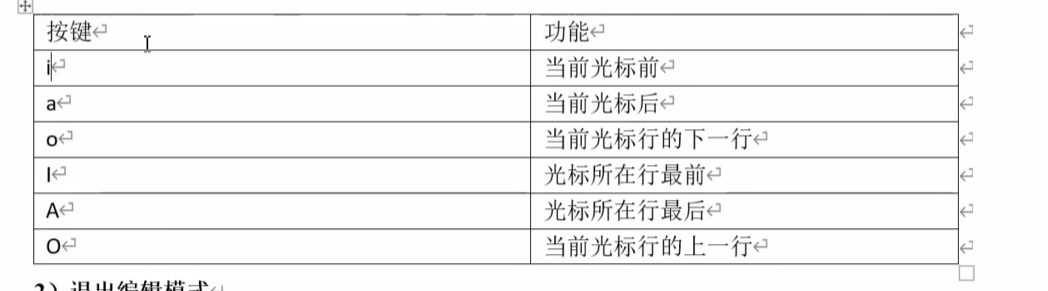 按键 功能
i 当前光标前
a 当前光标后
o 当前光标行的下一行
I 光标所在行最前
A 光标所在行最后
O 当前光标行的上一行
2）退出编辑模式